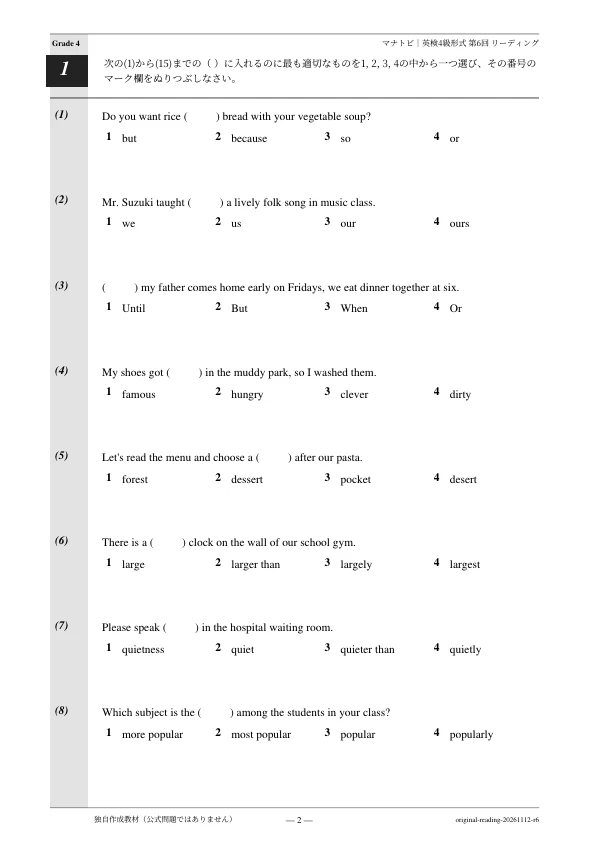 Grade 4
マナトビ｜英検4級形式 第6回 リーディング
1
次の(1)から(15)までの（ ）に入れるのに最も適切なものを1, 2, 3, 4の中から一つ選び、その番号の
マーク欄をぬりつぶしなさい。
(1) Do you want rice ( ) bread with your vegetable soup?
1 but 2 because 3 so 4 or
(2) Mr. Suzuki taught ( ) a lively folk song in music class.
1 we 2 us 3 our 4 ours
(3) ( ) my father comes home early on Fridays, we eat dinner together at six.
1 Until 2 But 3 When 4 Or
(4) My shoes got ( ) in the muddy park, so I washed them.
1 famous 2 hungry 3 clever 4 dirty
(5) Let's read the menu and choose a ( ) after our pasta.
1 forest 2 dessert 3 pocket 4 desert
(6) There is a ( ) clock on the wall of our school gym.
1 large 2 larger than 3 largely 4 largest
(7) Please speak ( ) in the hospital waiting room.
1 quietness 2 quiet 3 quieter than 4 quietly
(8) Which subject is the ( ) among the students in your class?
1 more popular 2 most popular 3 popular 4 popularly
独自作成教材（公式問題ではありません）
— 2 —
original-reading-20261112-r6